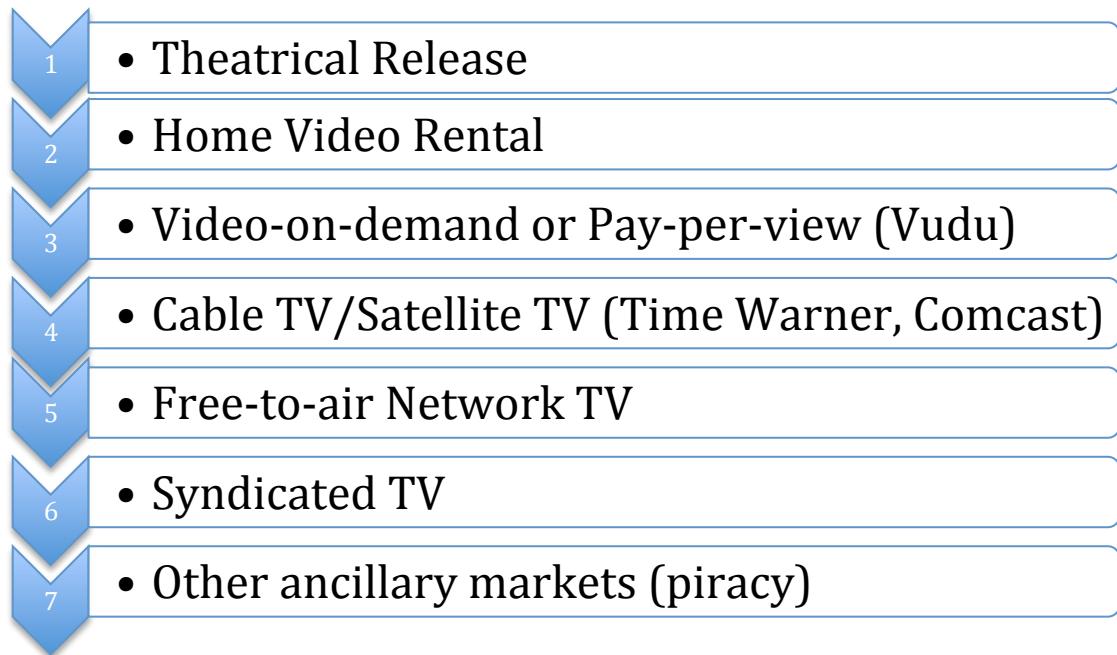 1 • Theatrical Release
2 • Home Video Rental
3 • Video-on-demand or Pay-per-view (Vudu)
4 • Cable TV/Satellite TV (Time Warner, Comcast)
5 • Free-to-air Network TV
6 • Syndicated TV
7 • Other ancillary markets (piracy)